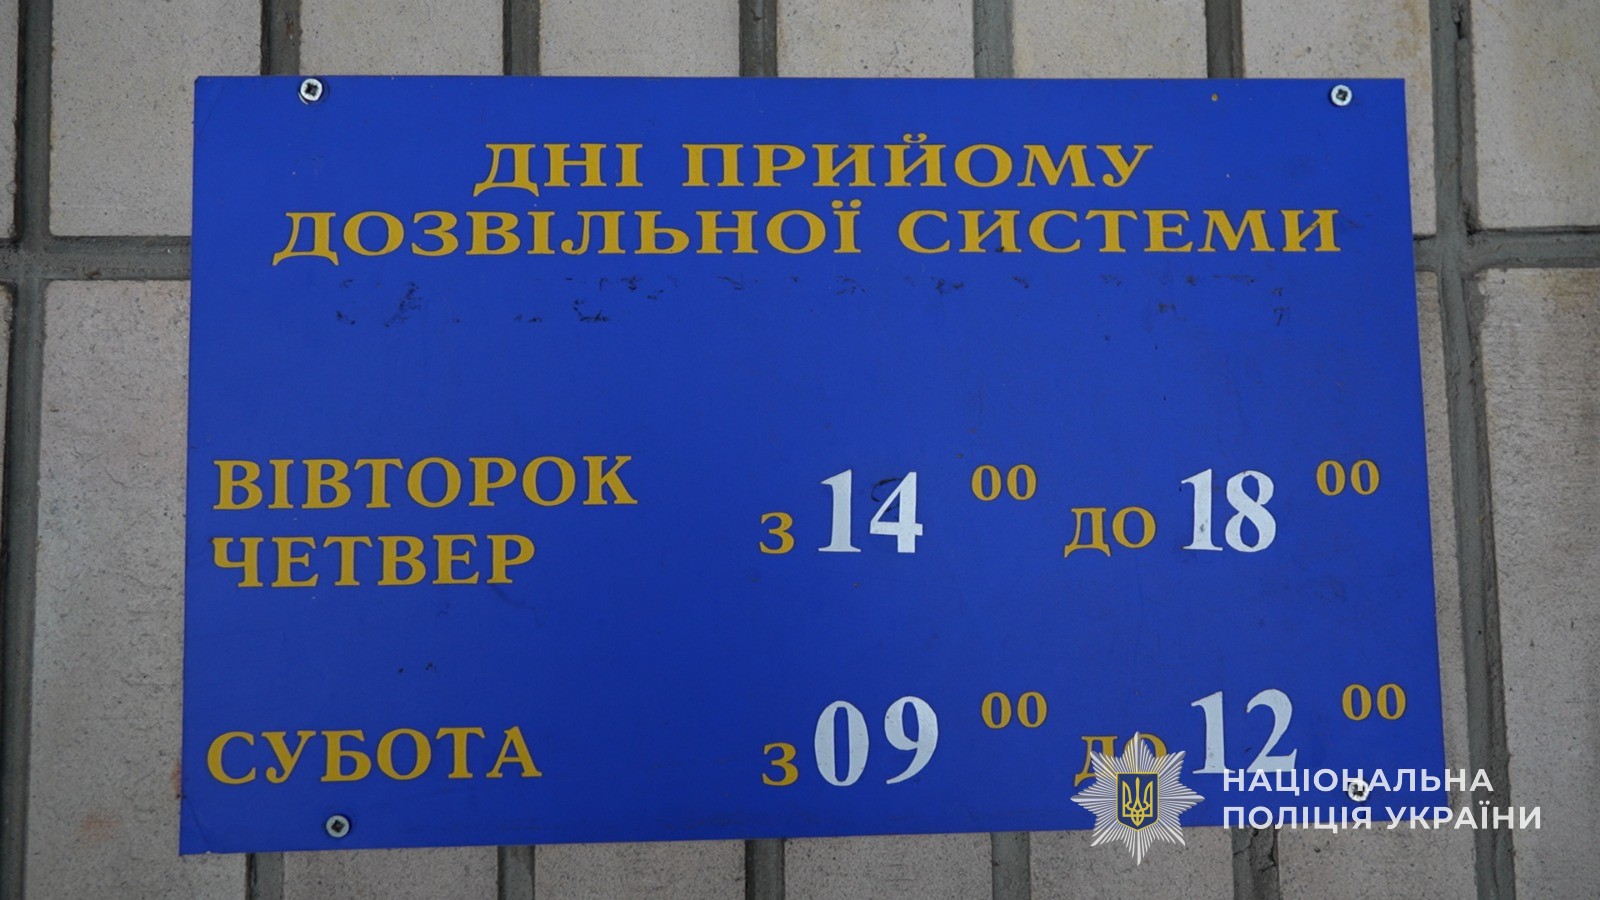 ДНІ ПРИЙОМУ
ДОЗВІЛЬНОЇ СИСТЕМИ
ВІВТОРОК
ЧЕТВЕР
З 14 00 ДО 18 00
СУБОТА З 09 00 ДО 12 00
НАЦІОНАЛЬНА
ПОЛІЦІЯ УКРАЇНИ